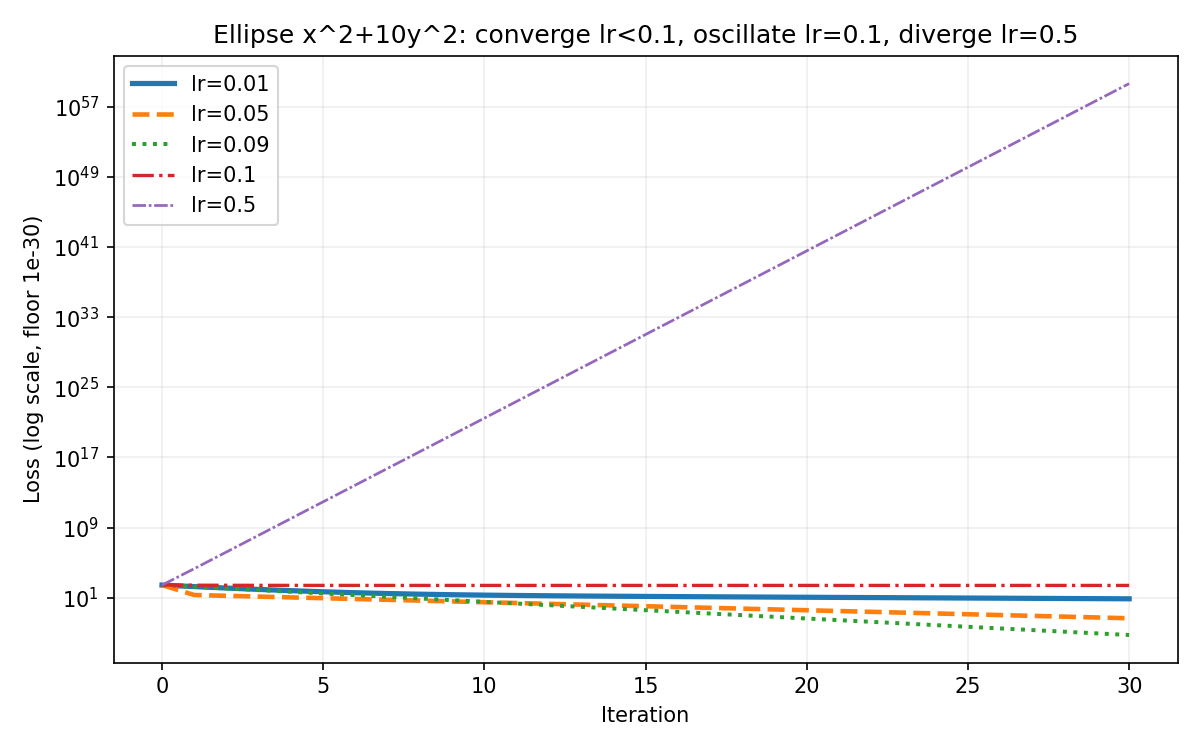 Ellipse x^2+10y^2: converge lr<0.1, oscillate lr=0.1, diverge lr=0.5
lr=0.01
lr=0.05
lr=0.09
lr=0.1
lr=0.5
Loss (log scale, floor 1e-30)
10^57
10^49
10^41
10^33
10^25
10^17
10^9
10^1
0 5 10 15 20 25 30
Iteration